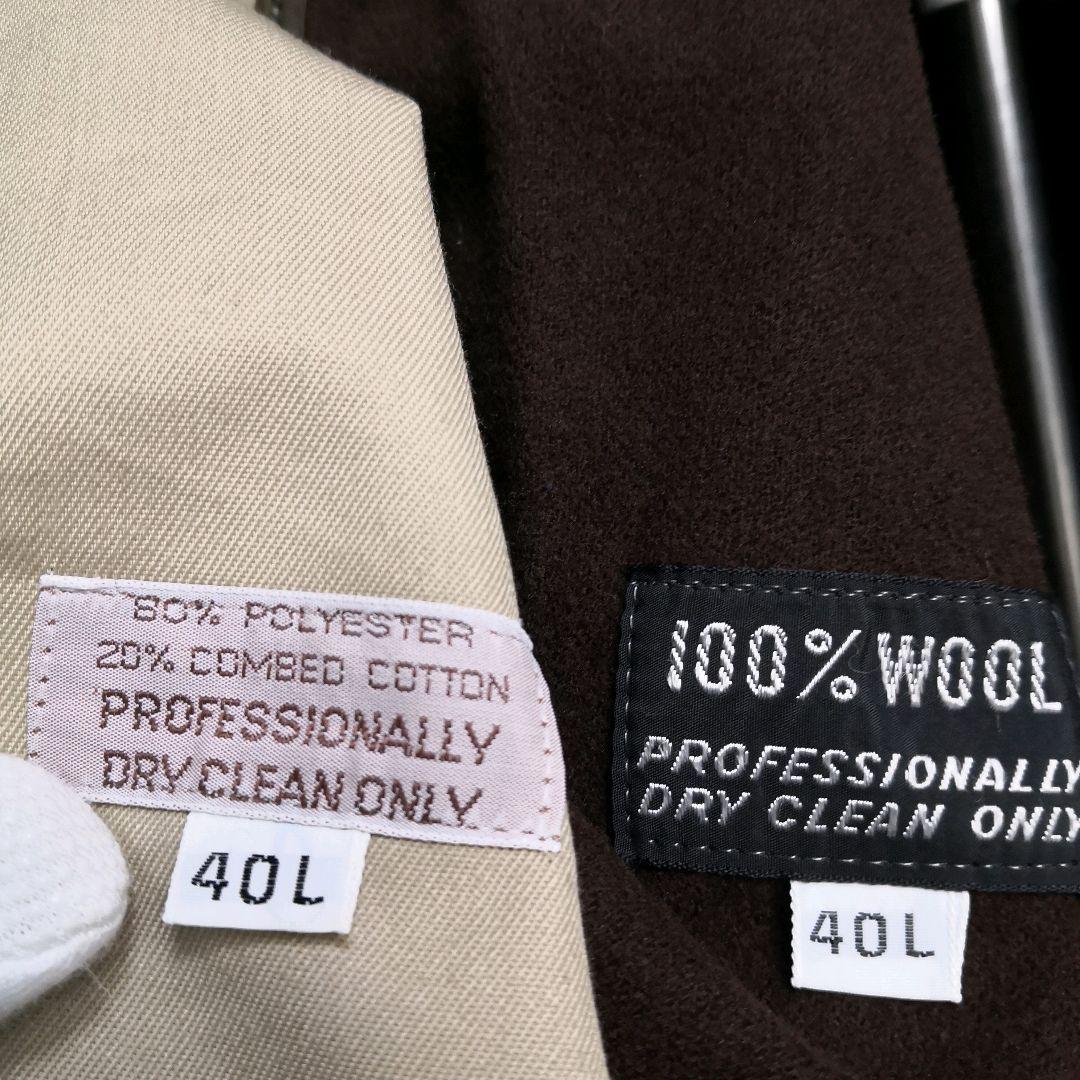 80% POLYESTER
20% COMBED COTTON
PROFESSIONALLY
DRY CLEAN ONLY
40L
100% WOOL
PROFESSIONALLY
DRY CLEAN ONLY
40L